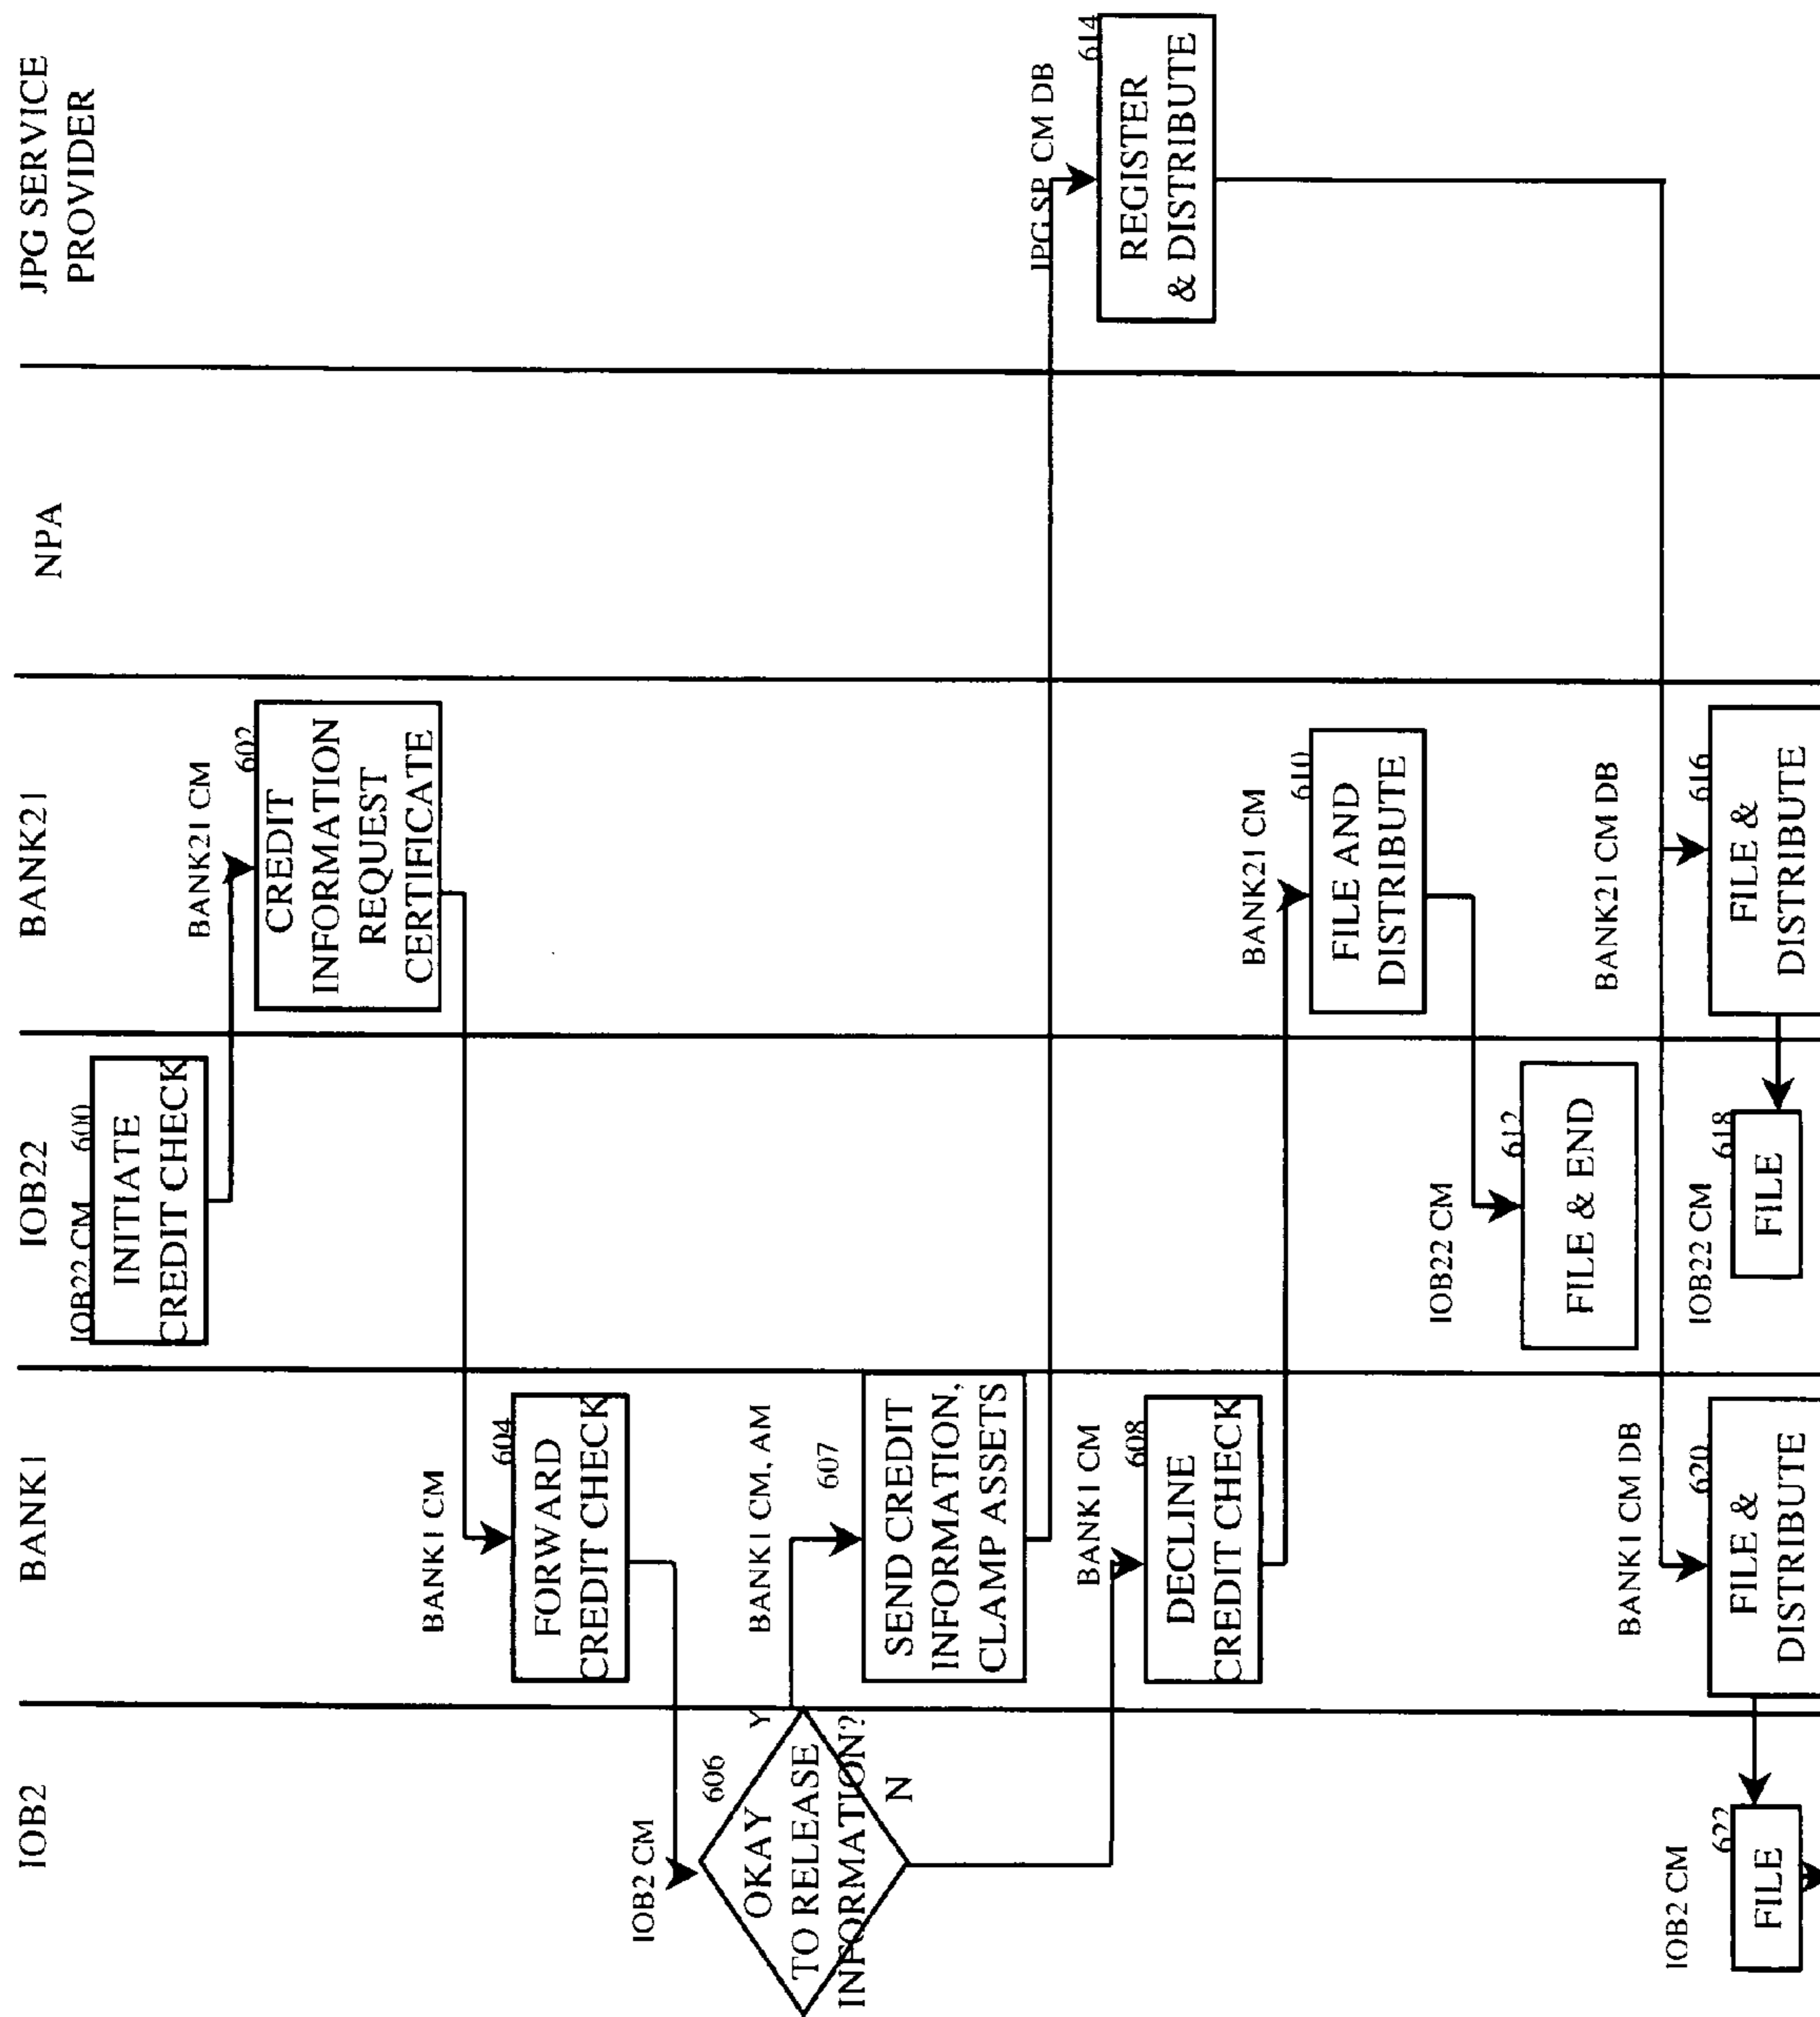 IOB2
BANK1
IOB22
BANK21
NPA
JPG SERVICE
PROVIDER
IOB22 CM
600
INITIATE
CREDIT CHECK
BANK21 CM
602
CREDIT
INFORMATION
REQUEST
CERTIFICATE
BANK1 CM
604
FORWARD
CREDIT CHECK
IOB2 CM
606
OKAY
TO RELEASE
INFORMATION?
Y
N
BANK1 CM, AM
607
SEND CREDIT
INFORMATION,
CLAMP ASSETS
JPG SP CM DB
614
REGISTER
& DISTRIBUTE
BANK1 CM
608
DECLINE
CREDIT CHECK
BANK21 CM
610
FILE AND
DISTRIBUTE
IOB22 CM
612
FILE & END
BANK21 CM DB
616
FILE &
DISTRIBUTE
IOB22 CM
618
FILE
BANK1 CM DB
620
FILE &
DISTRIBUTE
IOB2 CM
622
FILE